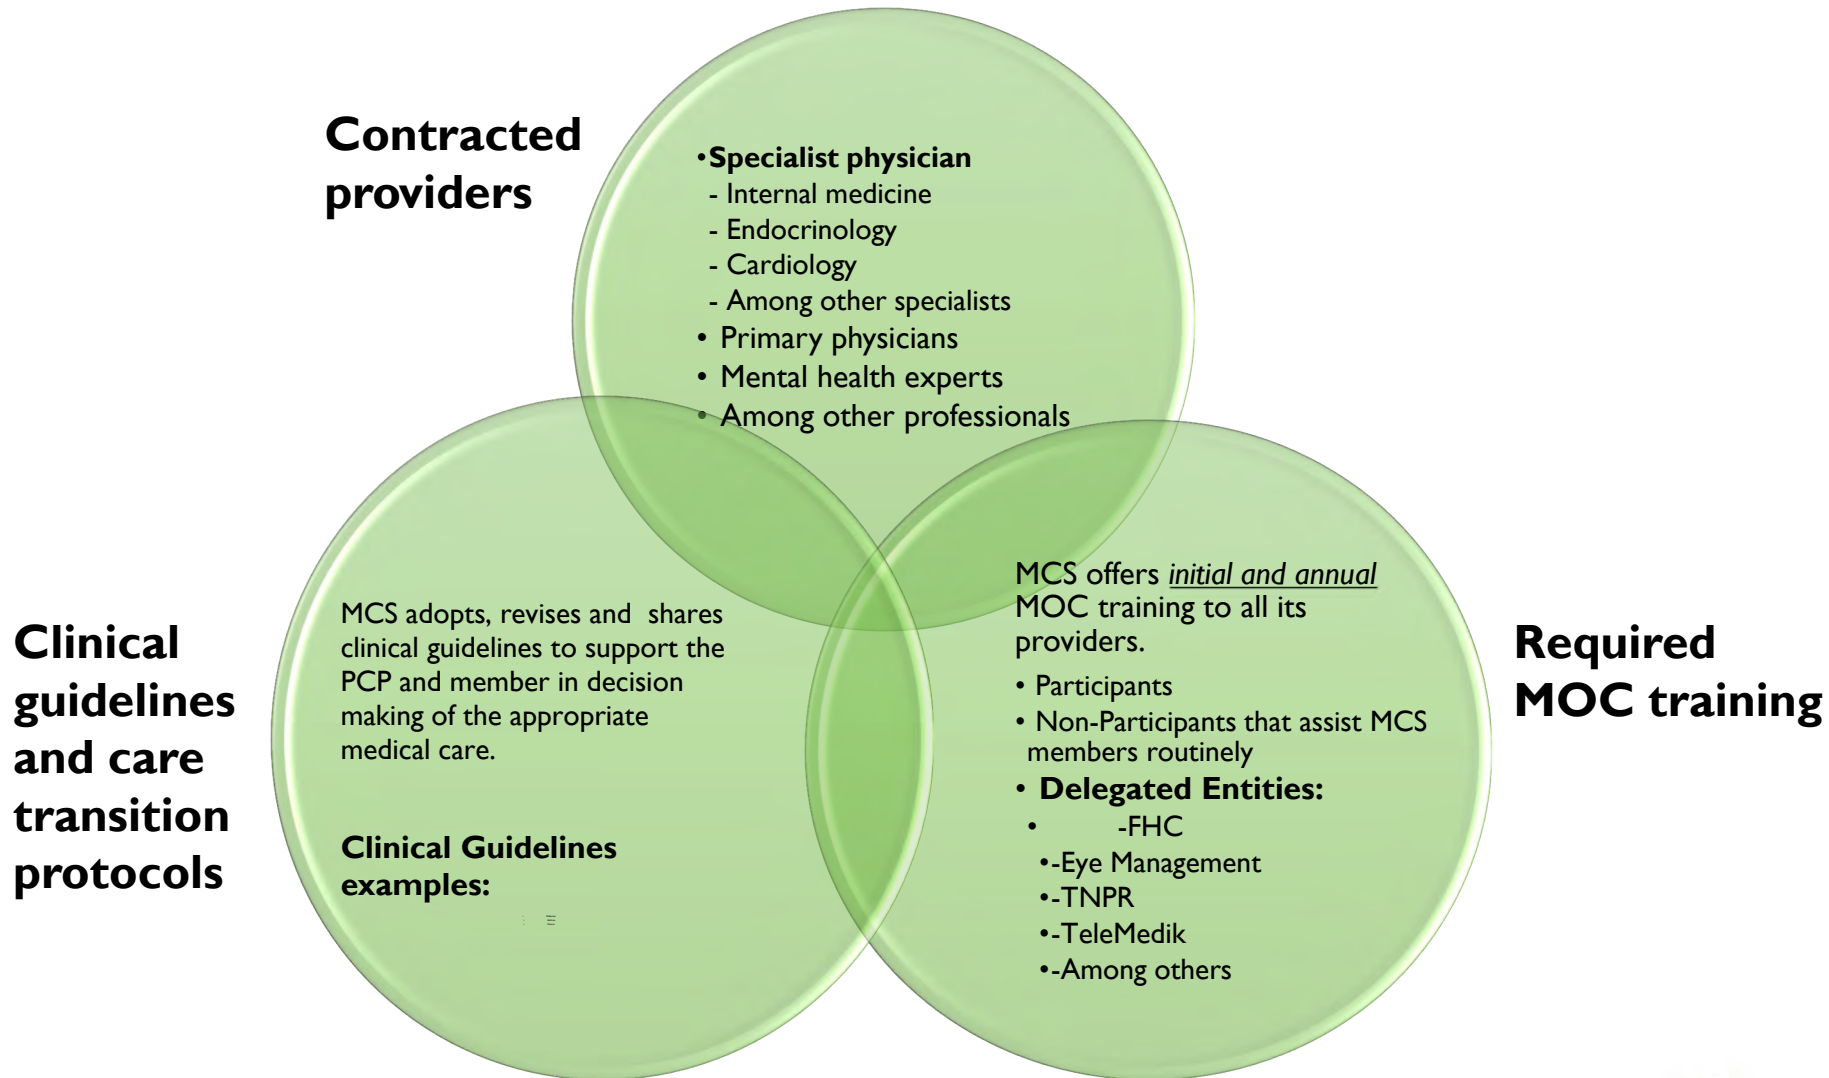 Contracted
providers
•Specialist physician
- Internal medicine
- Endocrinology
- Cardiology
- Among other specialists
• Primary physicians
• Mental health experts
• Among other professionals
Clinical
guidelines
and care
transition
protocols
MCS adopts, revises and shares
clinical guidelines to support the
PCP and member in decision
making of the appropriate
medical care.
Clinical Guidelines
examples:
MCS offers initial and annual
MOC training to all its
providers.
• Participants
• Non-Participants that assist MCS
members routinely
• Delegated Entities:
• -FHC
•-Eye Management
•-TNPR
•-TeleMedik
•-Among others
Required
MOC training